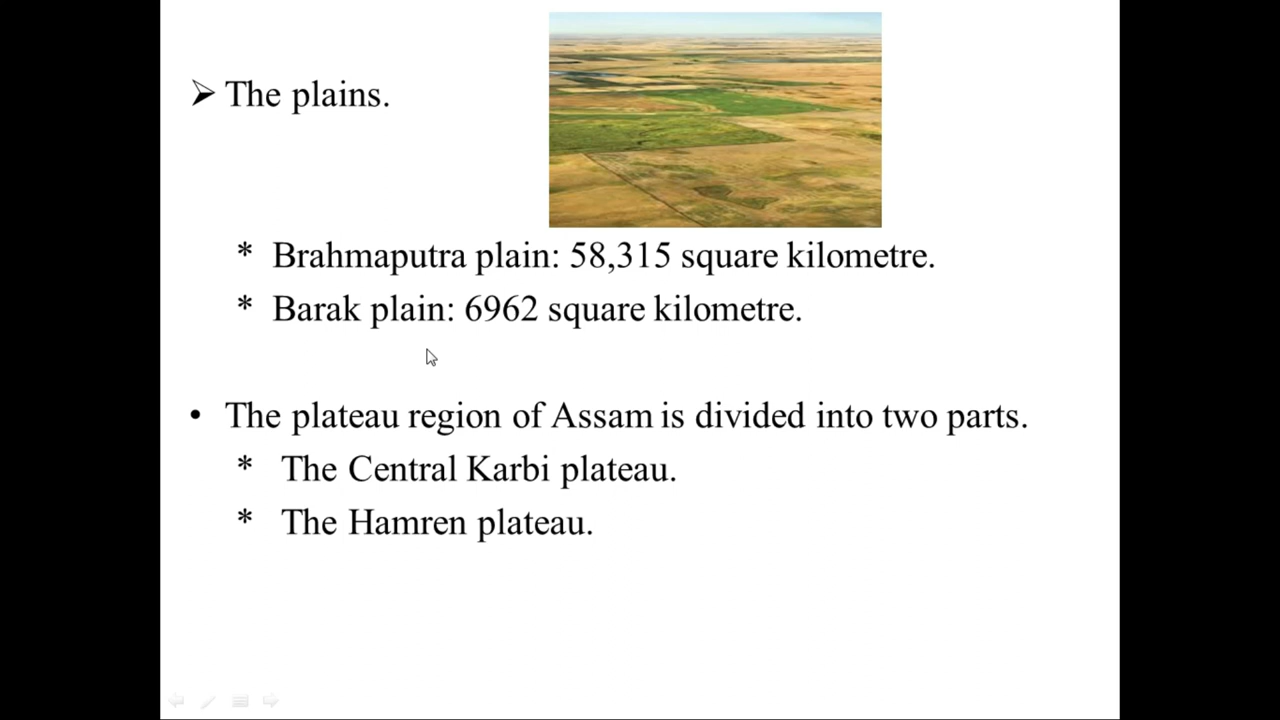 ➢ The plains.
* Brahmaputra plain: 58,315 square kilometre.
* Barak plain: 6962 square kilometre.
• The plateau region of Assam is divided into two parts.
* The Central Karbi plateau.
* The Hamren plateau.